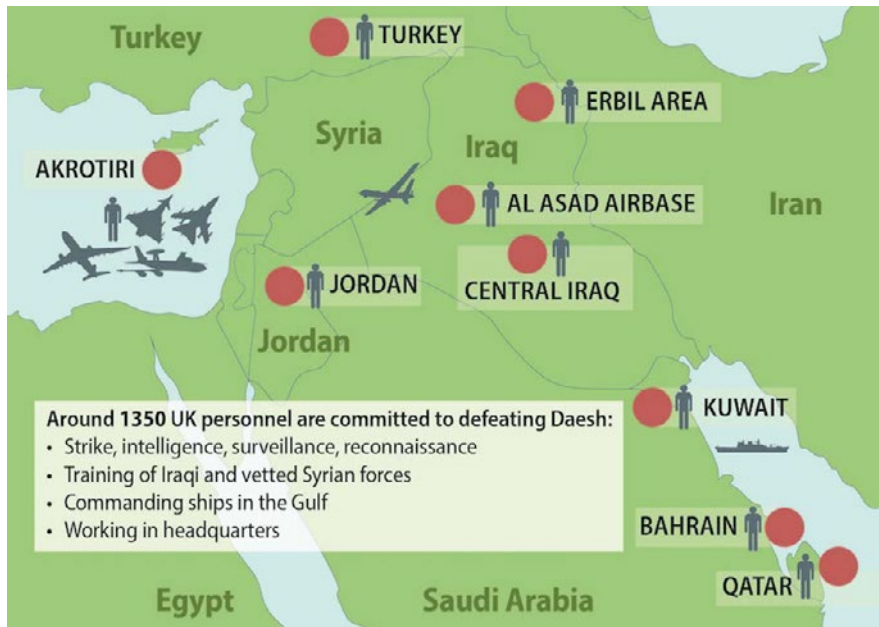 Turkey
TURKEY
ERBIL AREA
Syria
Iraq
AKROTIRI
AL ASAD AIRBASE
Iran
JORDAN
CENTRAL IRAQ
Jordan
KUWAIT
Around 1350 UK personnel are committed to defeating Daesh:
• Strike, intelligence, surveillance, reconnaissance
• Training of Iraqi and vetted Syrian forces
• Commanding ships in the Gulf
• Working in headquarters
BAHRAIN
QATAR
Egypt
Saudi Arabia